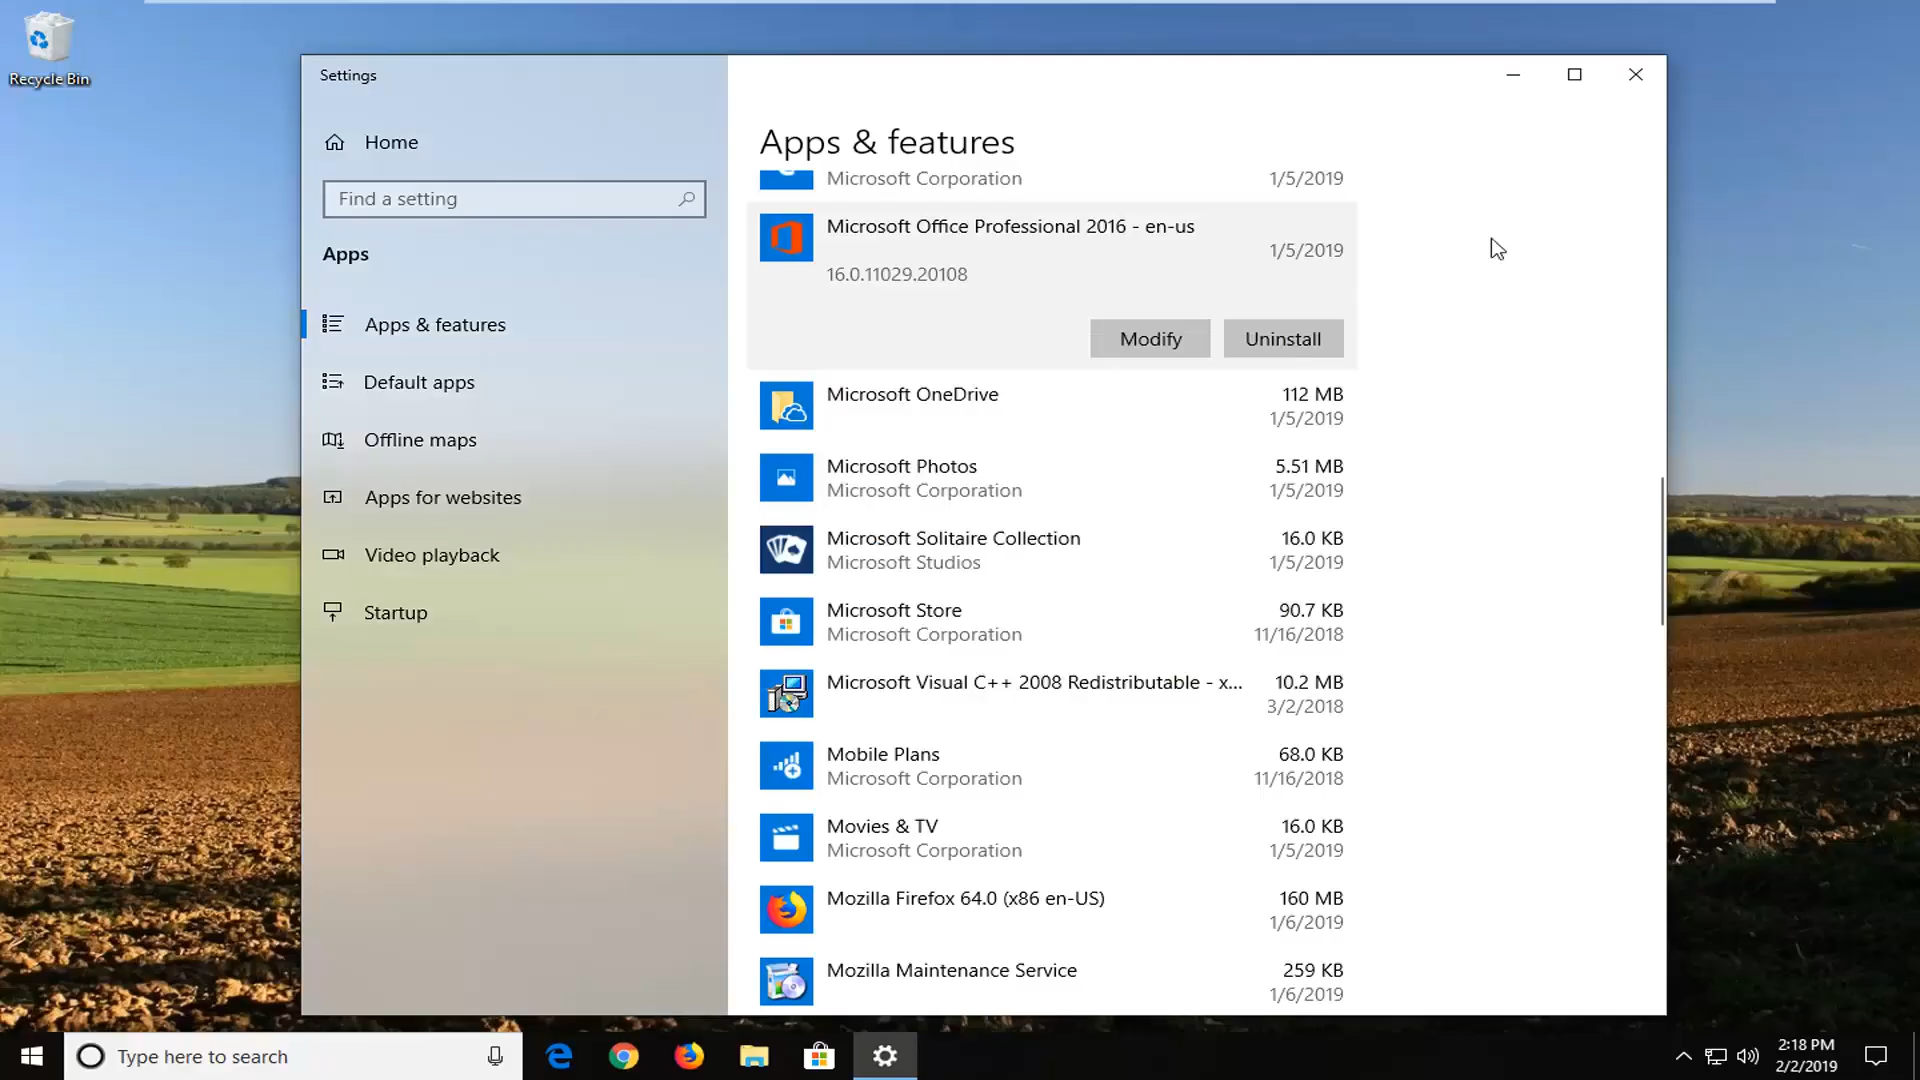 Recycle Bin
Settings
Home
Find a setting
Apps
Apps & features
Default apps
Offline maps
Apps for websites
Video playback
Startup
Apps & features
Microsoft Corporation 1/5/2019
Microsoft Office Professional 2016 - en-us
1/5/2019
16.0.11029.20108
Modify Uninstall
Microsoft OneDrive 112 MB
1/5/2019
Microsoft Photos 5.51 MB
Microsoft Corporation 1/5/2019
Microsoft Solitaire Collection 16.0 KB
Microsoft Studios 1/5/2019
Microsoft Store 90.7 KB
Microsoft Corporation 11/16/2018
Microsoft Visual C++ 2008 Redistributable - x... 10.2 MB
3/2/2018
Mobile Plans 68.0 KB
Microsoft Corporation 11/16/2018
Movies & TV 16.0 KB
Microsoft Corporation 1/5/2019
Mozilla Firefox 64.0 (x86 en-US) 160 MB
1/6/2019
Mozilla Maintenance Service 259 KB
1/6/2019
Type here to search
2:18 PM
2/2/2019